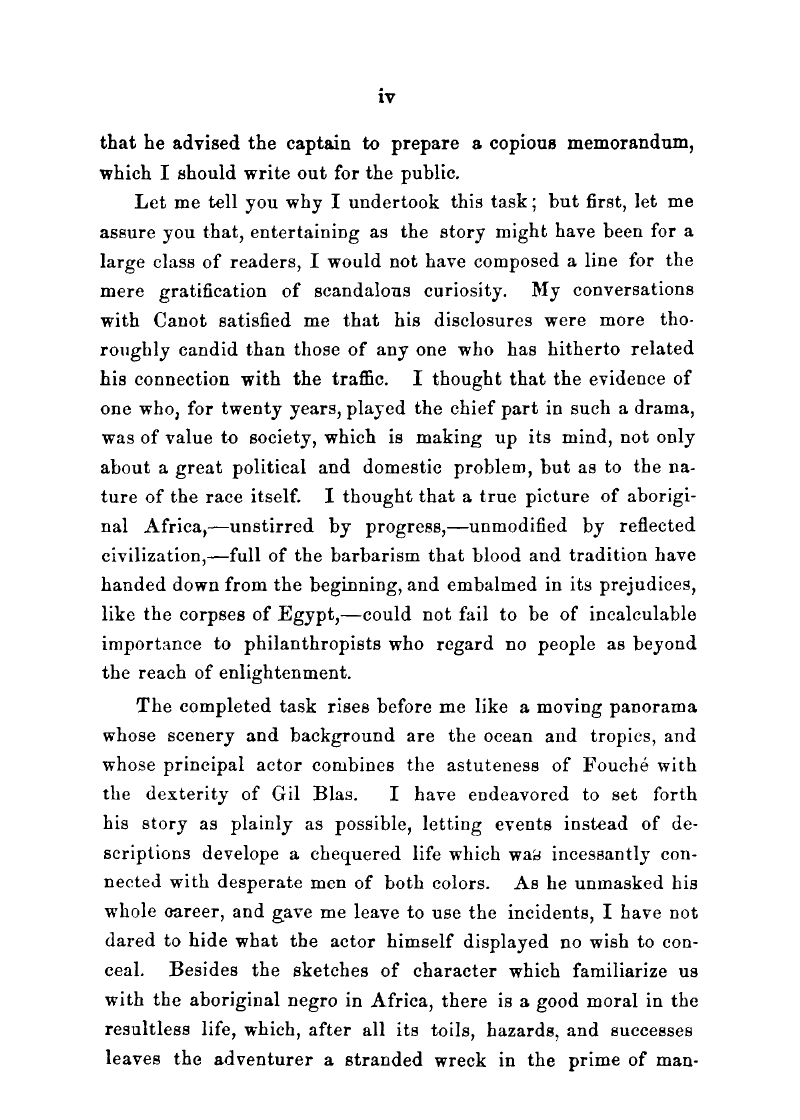 iv
that he advised the captain to prepare a copious memorandum,
which I should write out for the public.
Let me tell you why I undertook this task; but first, let me
assure you that, entertaining as the story might have been for a
large class of readers, I would not have composed a line for the
mere gratification of scandalous curiosity. My conversations
with Canot satisfied me that his disclosures were more tho-
roughly candid than those of any one who has hitherto related
his connection with the traffic. I thought that the evidence of
one who, for twenty years, played the chief part in such a drama,
was of value to society, which is making up its mind, not only
about a great political and domestic problem, but as to the na-
ture of the race itself. I thought that a true picture of aborigi-
nal Africa,—unstirred by progress,—unmodified by reflected
civilization,—full of the barbarism that blood and tradition have
handed down from the beginning, and embalmed in its prejudices,
like the corpses of Egypt,—could not fail to be of incalculable
importance to philanthropists who regard no people as beyond
the reach of enlightenment.
The completed task rises before me like a moving panorama
whose scenery and background are the ocean and tropics, and
whose principal actor combines the astuteness of Fouché with
the dexterity of Gil Blas. I have endeavored to set forth
his story as plainly as possible, letting events instead of de-
scriptions develope a chequered life which was incessantly con-
nected with desperate men of both colors. As he unmasked his
whole career, and gave me leave to use the incidents, I have not
dared to hide what the actor himself displayed no wish to con-
ceal. Besides the sketches of character which familiarize us
with the aboriginal negro in Africa, there is a good moral in the
resultless life, which, after all its toils, hazards, and successes
leaves the adventurer a stranded wreck in the prime of man-